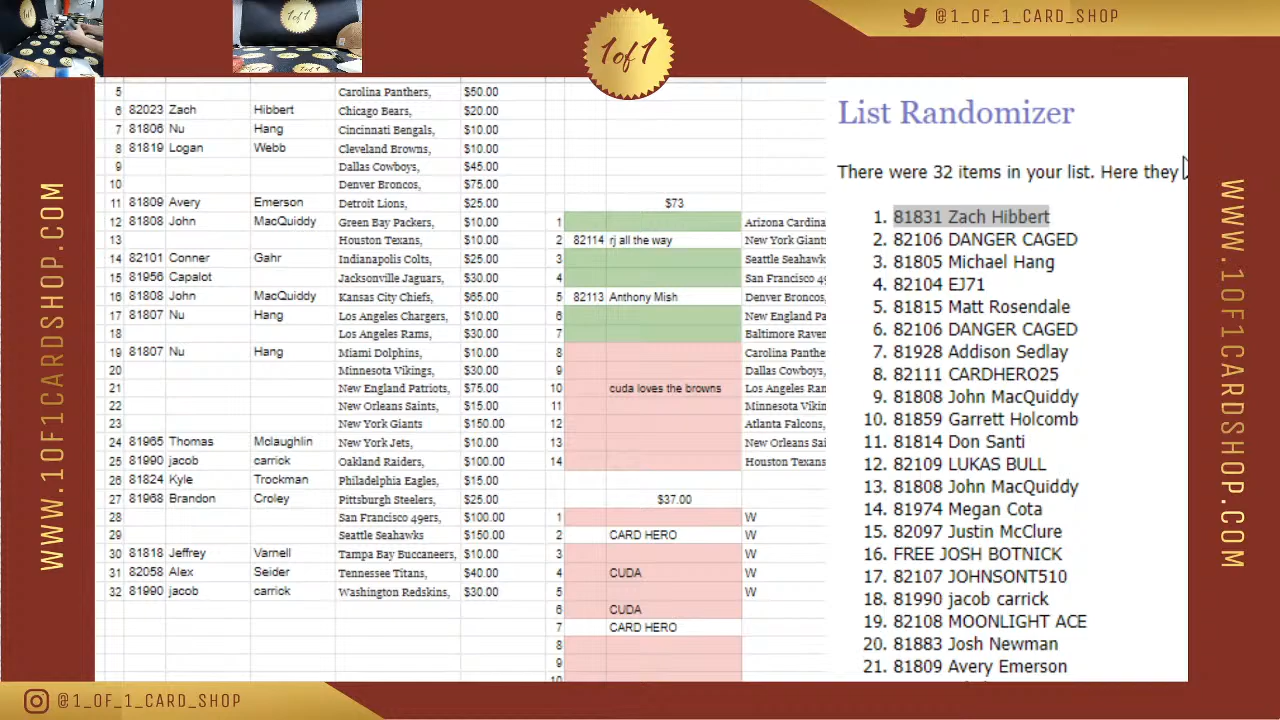 1of1
@1_OF_1_CARD_SHOP
WWW.1OF1CARDSHOP.COM
5 Carolina Panthers, $50.00
6 82023 Zach Hibbert Chicago Bears, $20.00
7 81806 Nu Hang Cincinnati Bengals, $10.00
8 81819 Logan Webb Cleveland Browns, $10.00
9 Dallas Cowboys, $45.00
10 Denver Broncos, $75.00
11 81809 Avery Emerson Detroit Lions, $25.00
12 81808 John MacQuiddy Green Bay Packers, $10.00
13 Houston Texans, $10.00
14 82101 Conner Gahr Indianapolis Colts, $25.00
15 81956 Capalot Jacksonville Jaguars, $30.00
16 81808 John MacQuiddy Kansas City Chiefs, $65.00
17 81807 Nu Hang Los Angeles Chargers, $10.00
18 Los Angeles Rams, $30.00
19 81807 Nu Hang Miami Dolphins, $10.00
20 Minnesota Vikings, $30.00
21 New England Patriots, $75.00
22 New Orleans Saints, $15.00
23 New York Giants $150.00
24 81965 Thomas Mclaughlin New York Jets, $10.00
25 81990 jacob carrick Oakland Raiders, $100.00
26 81824 Kyle Trockman Philadelphia Eagles, $15.00
27 81968 Brandon Croley Pittsburgh Steelers, $25.00
28 San Francisco 49ers, $100.00
29 Seattle Seahawks $150.00
30 81818 Jeffrey Varnell Tampa Bay Buccaneers, $10.00
31 82058 Alex Seider Tennessee Titans, $40.00
32 81990 jacob carrick Washington Redskins, $30.00
$73
1 Arizona Cardina
2 82114 rj all the way New York Giants
3 Seattle Seahawk
4 San Francisco 49
5 82113 Anthony Mish Denver Broncos,
6 New England Pa
7 Baltimore Raven
8 Carolina Panthe
9 Dallas Cowboys,
10 cuda loves the browns Los Angeles Ran
11 Minnesota Vikin
12 Atlanta Falcons,
13 New Orleans Sai
14 Houston Texans
$37.00
1 W
2 CARD HERO W
3 W
4 CUDA W
5 W
6 CUDA
7 CARD HERO
8
9
10
List Randomizer
There were 32 items in your list. Here they
1. 81831 Zach Hibbert
2. 82106 DANGER CAGED
3. 81805 Michael Hang
4. 82104 EJ71
5. 81815 Matt Rosendale
6. 82106 DANGER CAGED
7. 81928 Addison Sedlay
8. 82111 CARDHERO25
9. 81808 John MacQuiddy
10. 81859 Garrett Holcomb
11. 81814 Don Santi
12. 82109 LUKAS BULL
13. 81808 John MacQuiddy
14. 81974 Megan Cota
15. 82097 Justin McClure
16. FREE JOSH BOTNICK
17. 82107 JOHNSONT510
18. 81990 jacob carrick
19. 82108 MOONLIGHT ACE
20. 81883 Josh Newman
21. 81809 Avery Emerson
WWW.1OF1CARDSHOP.COM
@1_OF_1_CARD_SHOP